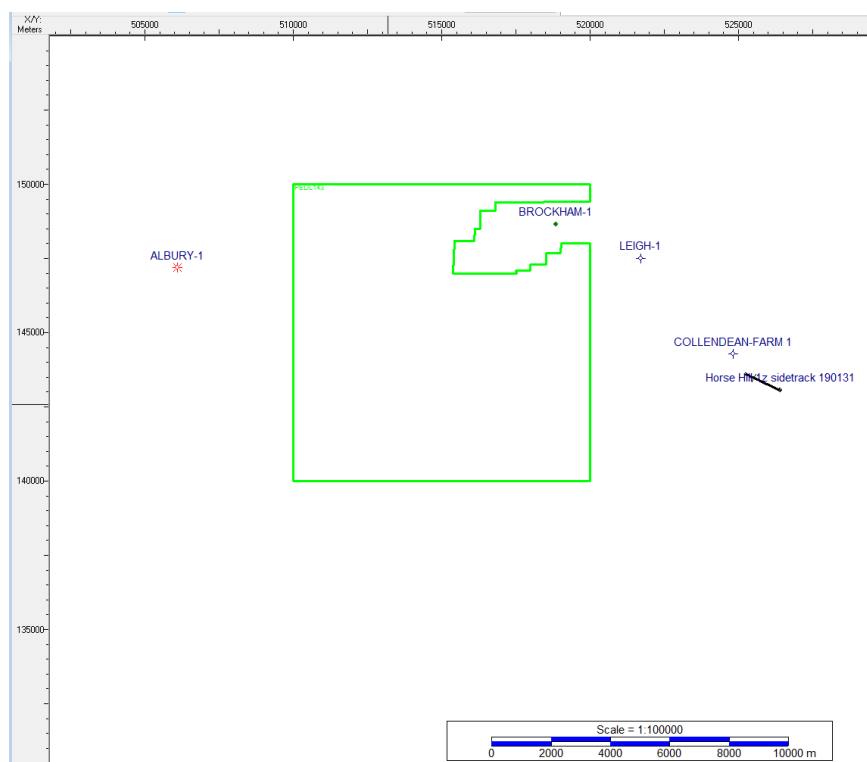 X/Y:
Meters
505000
510000
515000
520000
525000
150000
145000
140000
135000
PEDL143
BROCKHAM-1
ALBURY-1
LEIGH-1
COLLENDEAN-FARM 1
Horse Hill 1z sidetrack 190131
Scale = 1:100000
0 2000 4000 6000 8000 10000 m